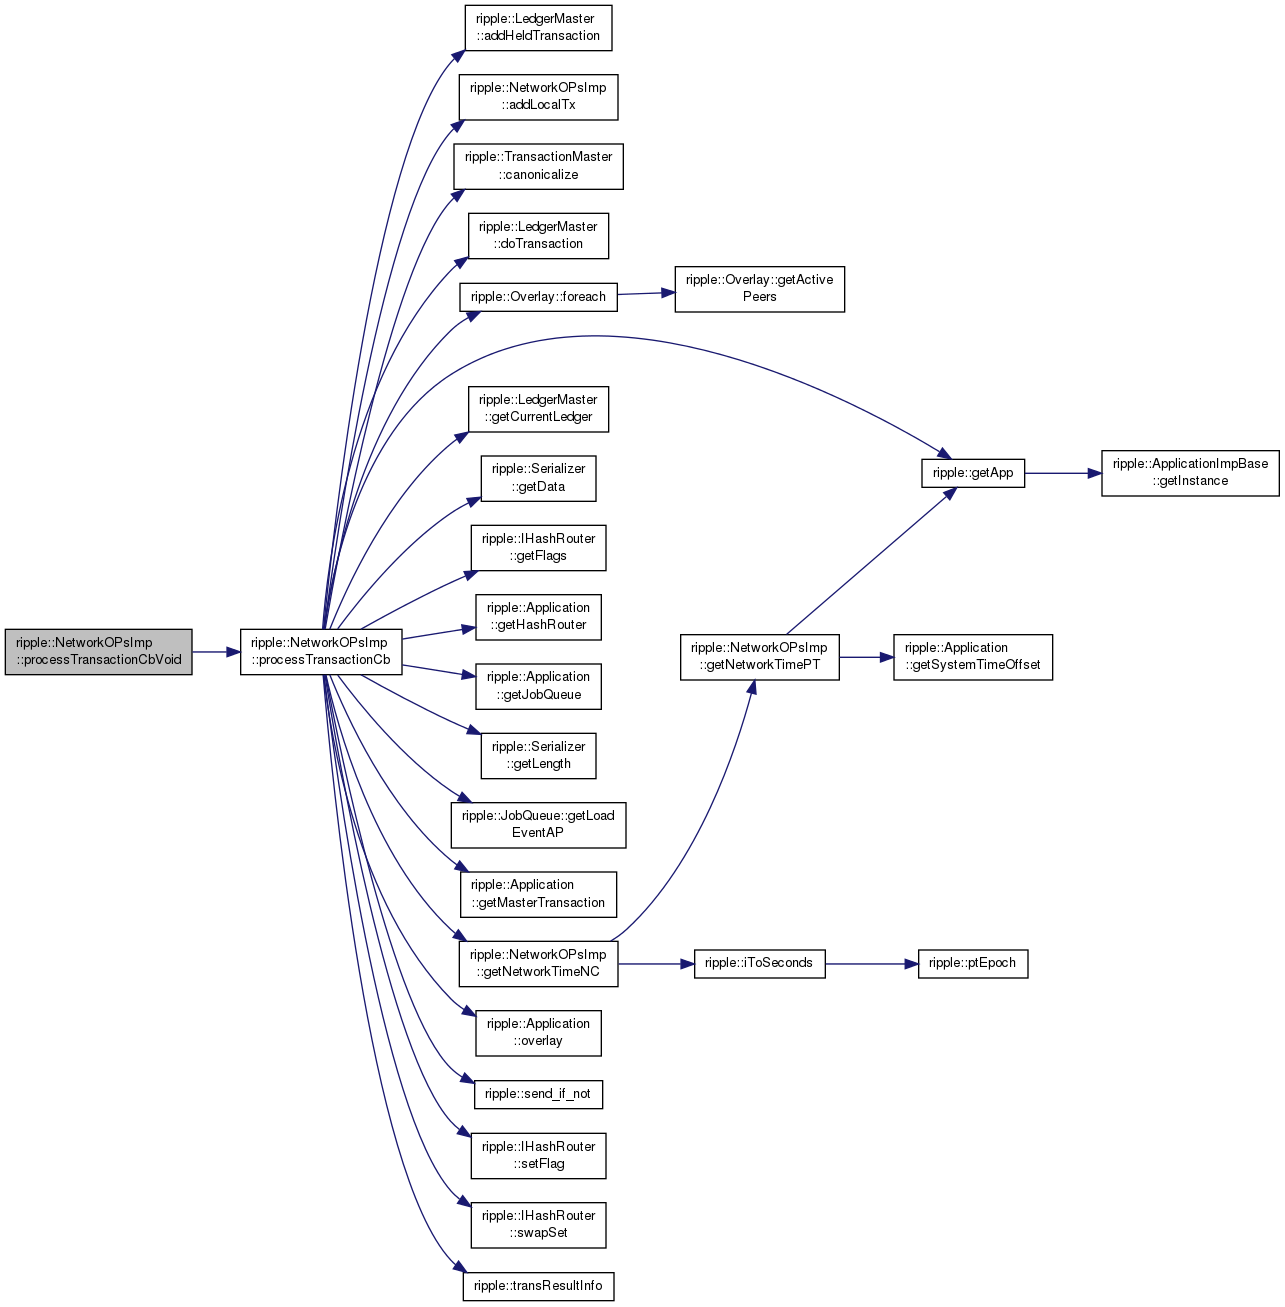 ripple::LedgerMaster
::addHeldTransaction
ripple::NetworkOPsImp
::addLocalTx
ripple::TransactionMaster
::canonicalize
ripple::LedgerMaster
::doTransaction
ripple::Overlay::foreach
ripple::Overlay::getActive
Peers
ripple::LedgerMaster
::getCurrentLedger
ripple::getApp
ripple::ApplicationImpBase
::getInstance
ripple::Serializer
::getData
ripple::IHashRouter
::getFlags
ripple::Application
::getHashRouter
ripple::NetworkOPsImp
::processTransactionCbVoid
ripple::NetworkOPsImp
::processTransactionCb
ripple::NetworkOPsImp
::getNetworkTimePT
ripple::Application
::getSystemTimeOffset
ripple::Application
::getJobQueue
ripple::Serializer
::getLength
ripple::JobQueue::getLoad
EventAP
ripple::Application
::getMasterTransaction
ripple::NetworkOPsImp
::getNetworkTimeNC
ripple::iToSeconds
ripple::ptEpoch
ripple::Application
::overlay
ripple::send_if_not
ripple::IHashRouter
::setFlag
ripple::IHashRouter
::swapSet
ripple::transResultInfo